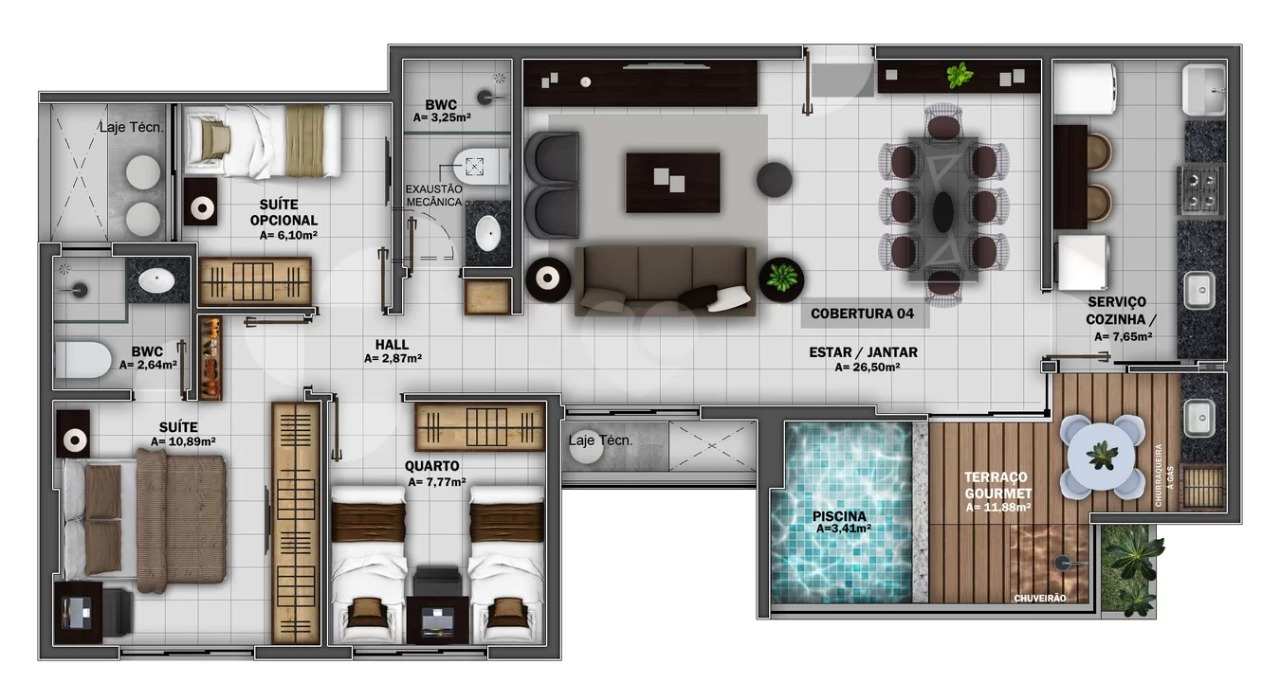 Laje Técn.
BWC
A= 3,25m²
EXAUSTÃO
MECÂNICA
SUÍTE
OPCIONAL
A= 6,10m²
BWC
A= 2,64m²
HALL
A= 2,87m²
COBERTURA 04
ESTAR / JANTAR
A= 26,50m²
SERVIÇO
COZINHA /
A= 7,65m²
SUÍTE
A= 10,89m²
QUARTO
A= 7,77m²
Laje Técn.
PISCINA
A=3,41m²
TERRAÇO
GOURMET
A= 11,88m²
CHURRAQUEIRA
À GÁS
CHUVEIRÃO